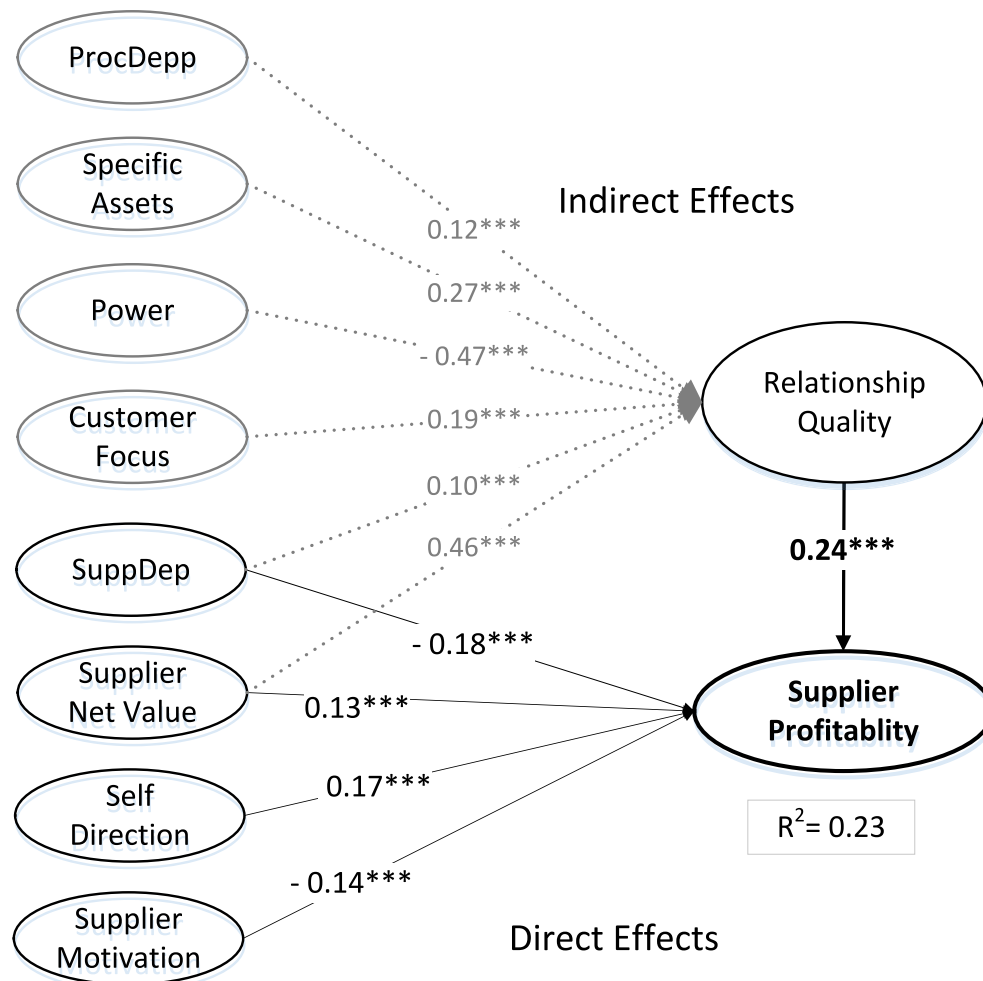 ProcDepp
Specific
Assets
Indirect Effects
0.12***
0.27***
Power
- 0.47***
Relationship
Quality
Customer
Focus
0.19***
0.10***
0.46***
0.24***
SuppDep
- 0.18***
Supplier
Net Value
0.13***
Supplier
Profitablity
Self
Direction
0.17***
R²= 0.23
- 0.14***
Supplier
Motivation
Direct Effects